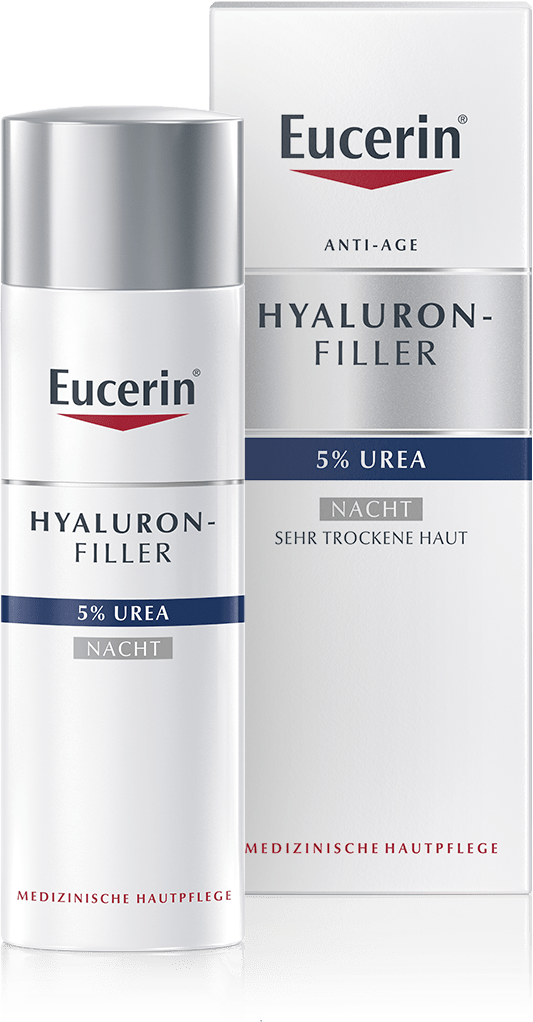 Eucerin®
ANTI-AGE
HYALURON-
FILLER
5% UREA
NACHT
SEHR TROCKENE HAUT
MEDIZINISCHE HAUTPFLEGE
Eucerin®
HYALURON-
FILLER
5% UREA
NACHT
MEDIZINISCHE HAUTPFLEGE